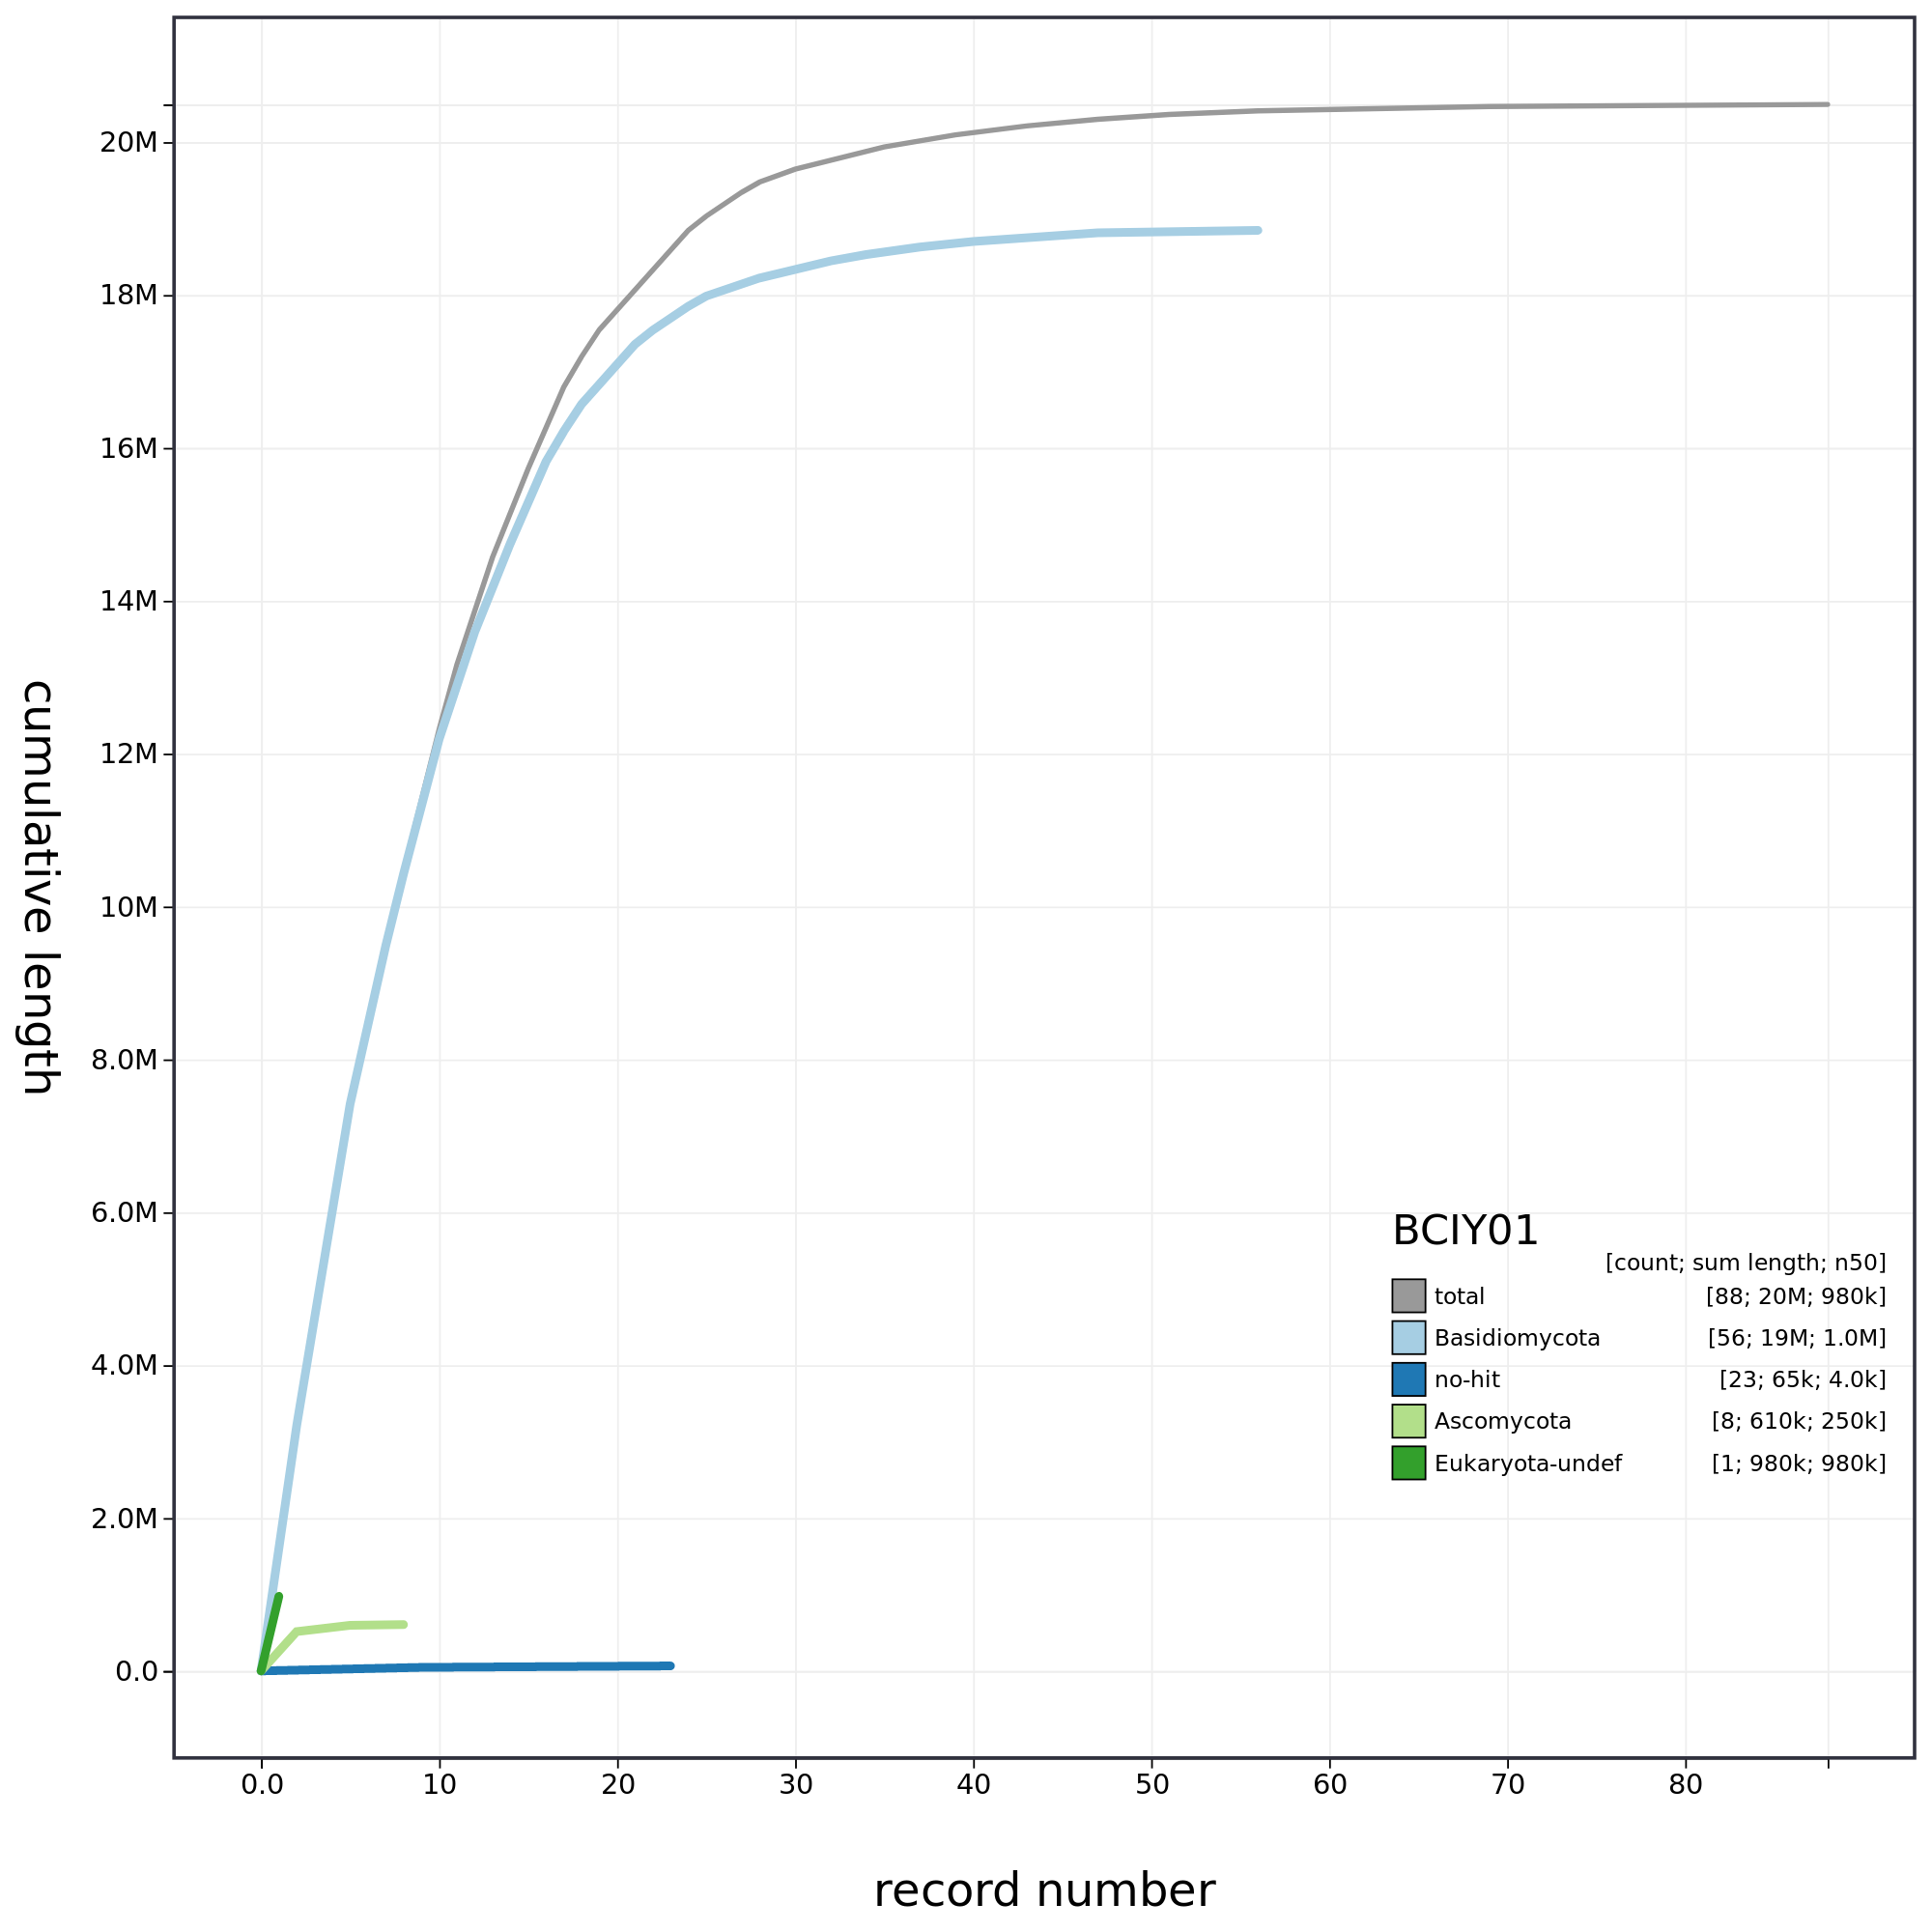 cumulative length
20M
18M
16M
14M
12M
10M
8.0M
6.0M
4.0M
2.0M
0.0
BCIY01
[count; sum length; n50]
total [88; 20M; 980k]
Basidiomycota [56; 19M; 1.0M]
no-hit [23; 65k; 4.0k]
Ascomycota [8; 610k; 250k]
Eukaryota-undef [1; 980k; 980k]
0.0 10 20 30 40 50 60 70 80
record number